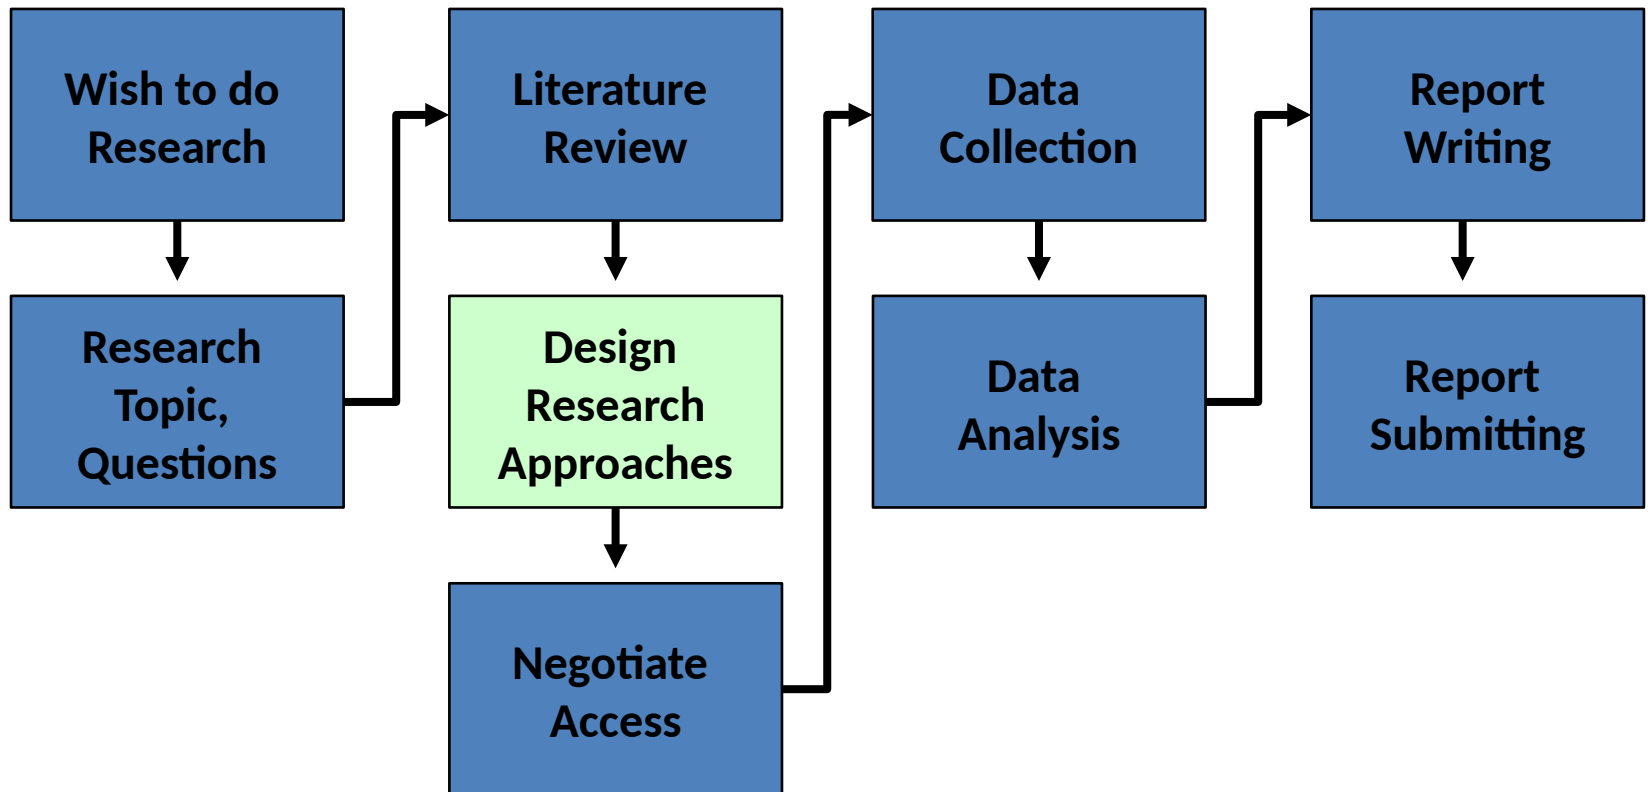 Wish to do
Research
Research
Topic,
Questions
Literature
Review
Design
Research
Approaches
Negotiate
Access
Data
Collection
Data
Analysis
Report
Writing
Report
Submitting